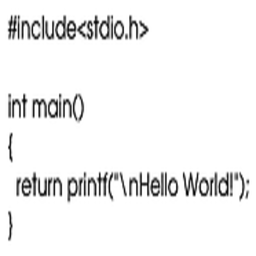 #include<stdio.h>
int main()
{
return printf("\nHello World!");
}